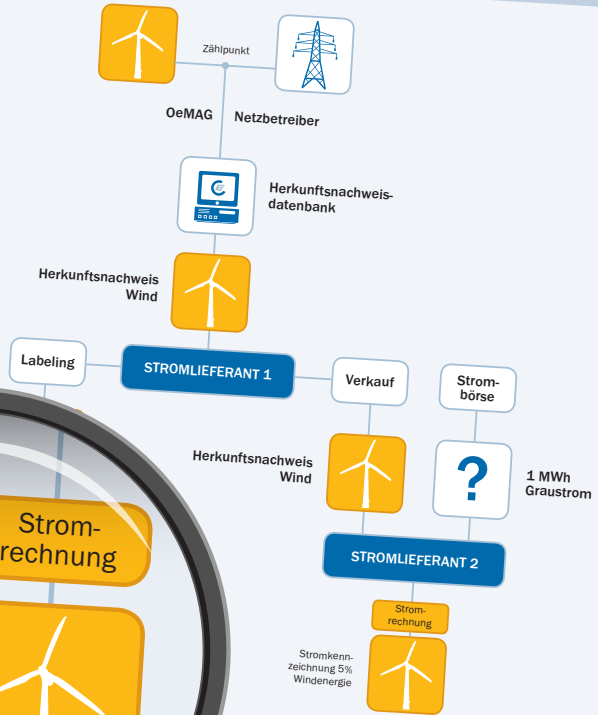 Zählpunkt
OeMAG
Netzbetreiber
Herkunftsnachweis-
datenbank
Herkunftsnachweis
Wind
Labeling
STROMLIEFERANT 1
Verkauf
Strom-
börse
Herkunftsnachweis
Wind
?
1 MWh
Graustrom
Strom-
rechnung
STROMLIEFERANT 2
Strom-
rechnung
Stromkenn-
zeichnung 5%
Windenergie